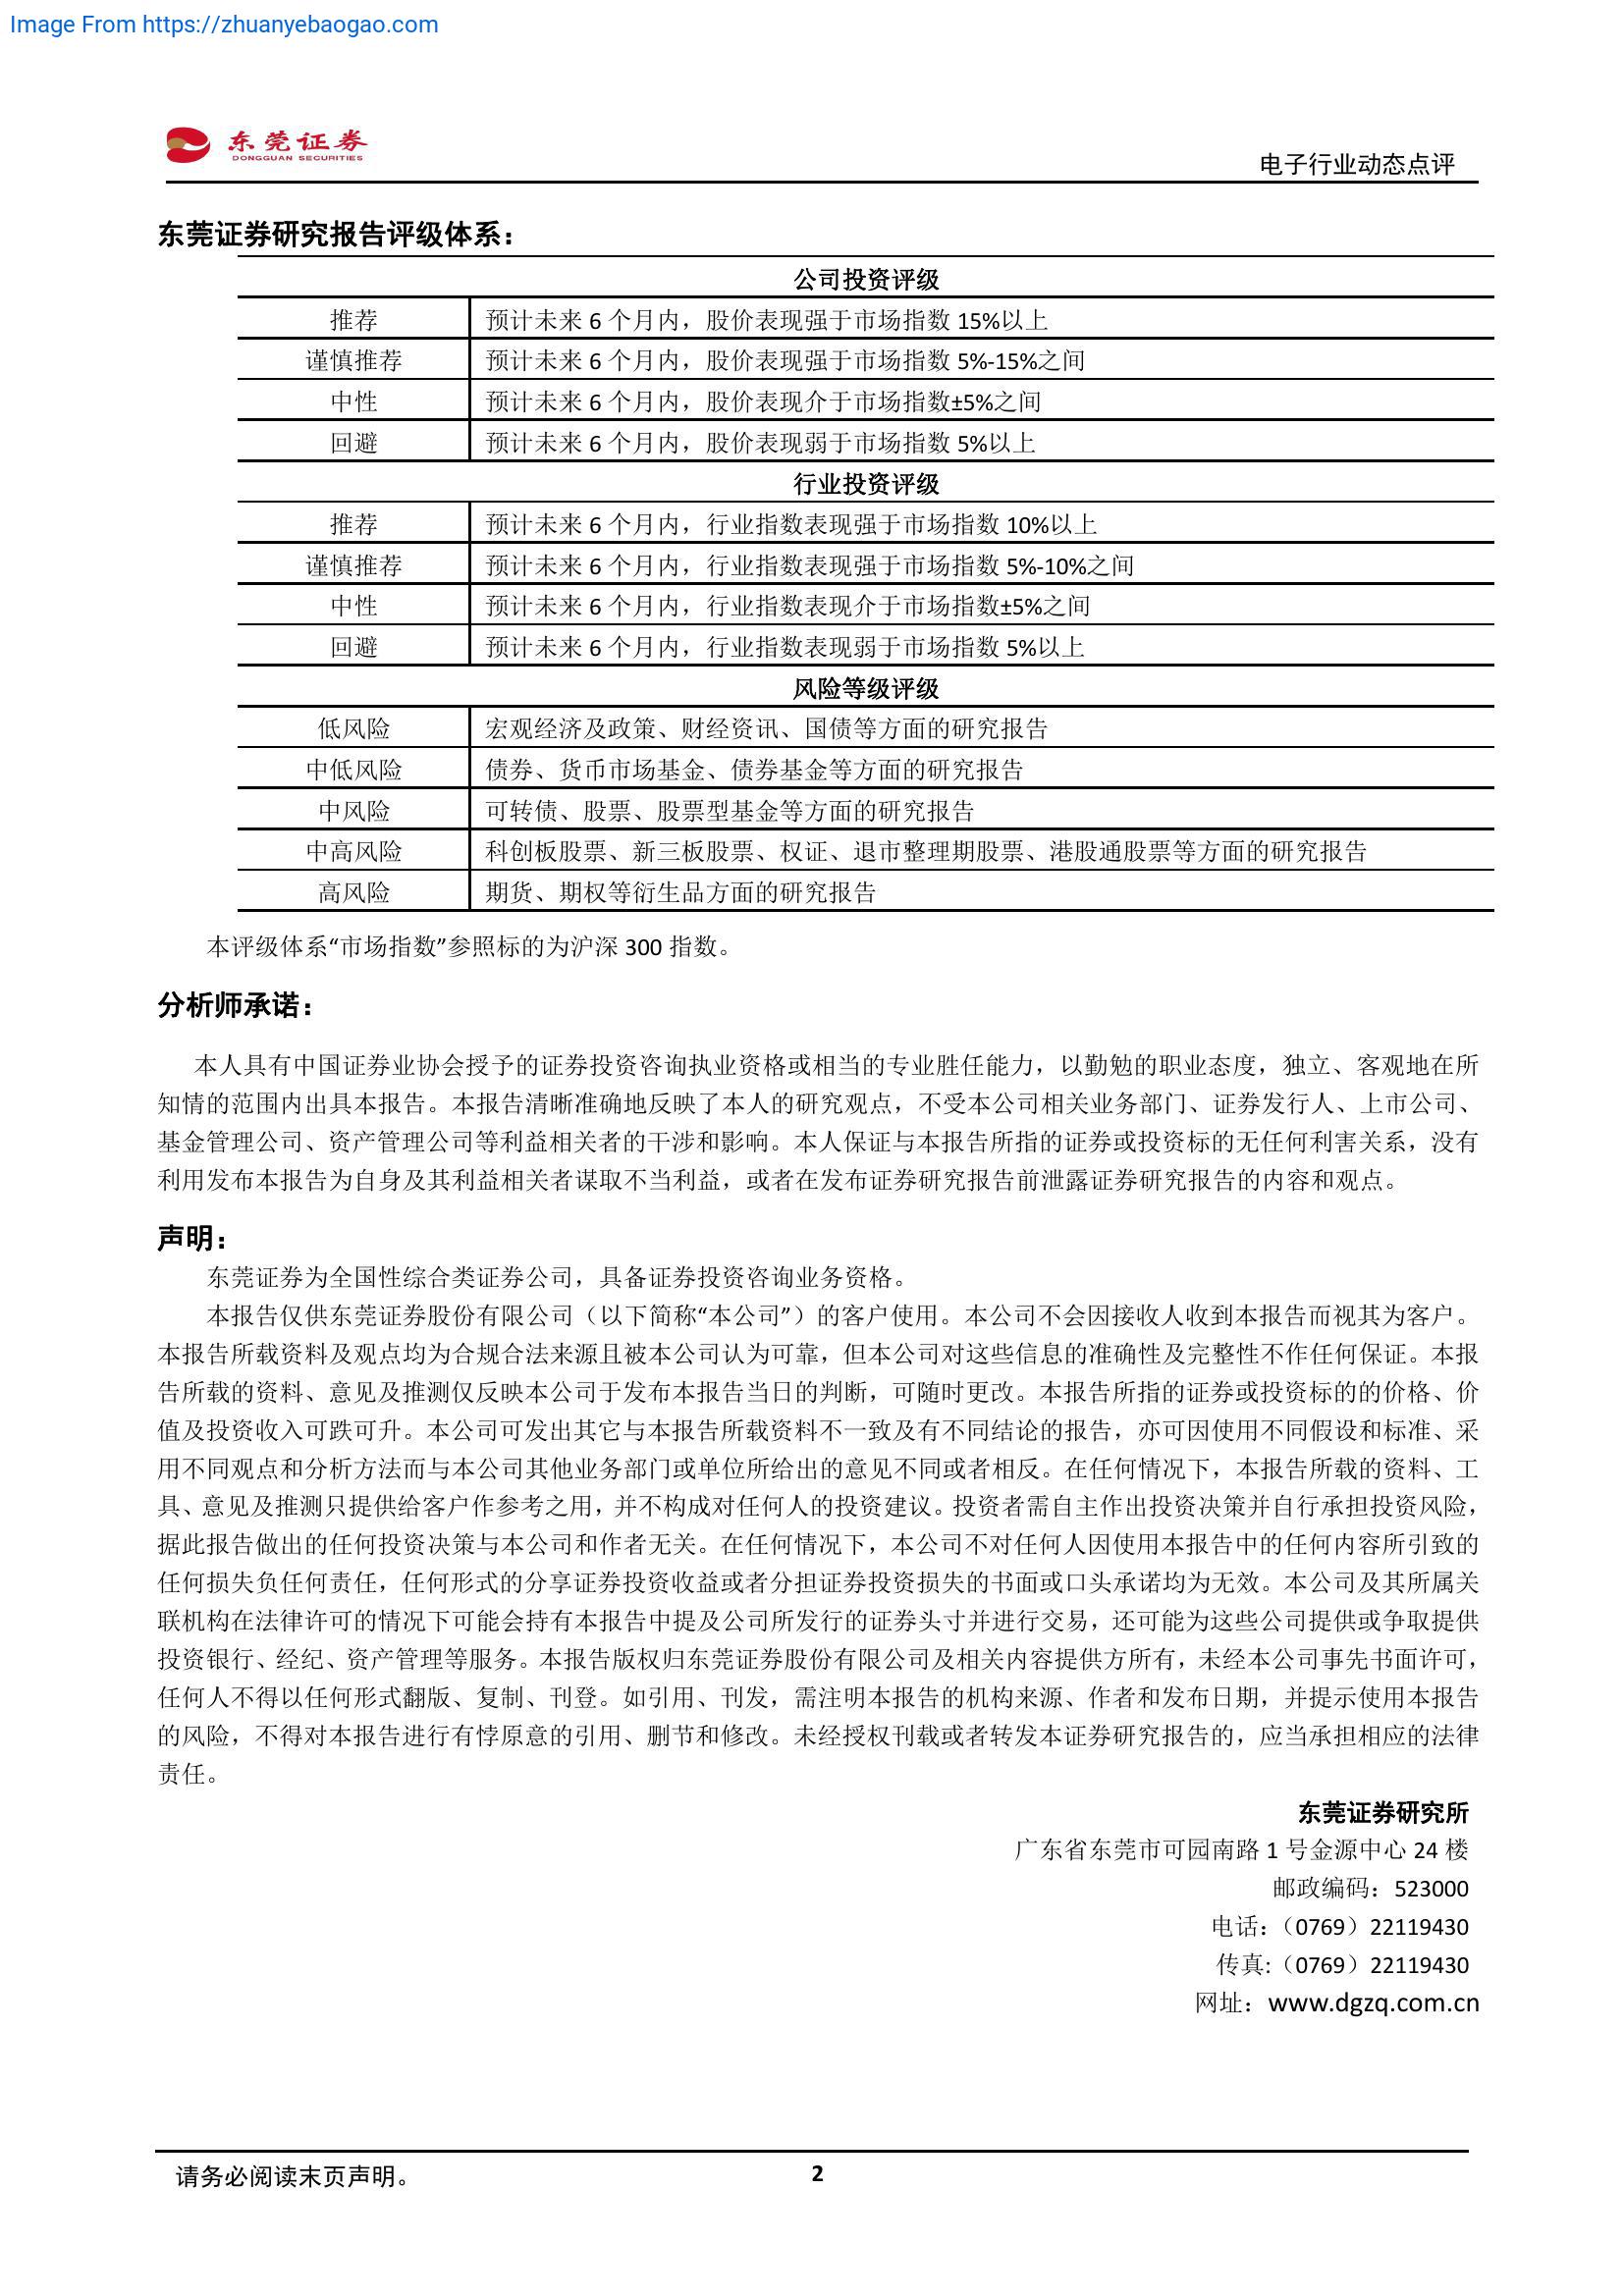 Image From https://zhuanyebaogao.com
东莞证券
DONGGUAN SECURITIES
电子行业动态点评
东莞证券研究报告评级体系：
公司投资评级
推荐 预计未来 6 个月内，股价表现强于市场指数 15%以上
谨慎推荐 预计未来 6 个月内，股价表现强于市场指数 5%-15%之间
中性 预计未来 6 个月内，股价表现介于市场指数±5%之间
回避 预计未来 6 个月内，股价表现弱于市场指数 5%以上
行业投资评级
推荐 预计未来 6 个月内，行业指数表现强于市场指数 10%以上
谨慎推荐 预计未来 6 个月内，行业指数表现强于市场指数 5%-10%之间
中性 预计未来 6 个月内，行业指数表现介于市场指数±5%之间
回避 预计未来 6 个月内，行业指数表现弱于市场指数 5%以上
风险等级评级
低风险 宏观经济及政策、财经资讯、国债等方面的研究报告
中低风险 债券、货币市场基金、债券基金等方面的研究报告
中风险 可转债、股票、股票型基金等方面的研究报告
中高风险 科创板股票、新三板股票、权证、退市整理期股票、港股通股票等方面的研究报告
高风险 期货、期权等衍生品方面的研究报告
本评级体系“市场指数”参照标的为沪深 300 指数。
分析师承诺：
本人具有中国证券业协会授予的证券投资咨询执业资格或相当的专业胜任能力，以勤勉的职业态度，独立、客观地在所
知情的范围内出具本报告。本报告清晰准确地反映了本人的研究观点，不受本公司相关业务部门、证券发行人、上市公司、
基金管理公司、资产管理公司等利益相关者的干涉和影响。本人保证与本报告所指的证券或投资标的无任何利害关系，没有
利用发布本报告为自身及其利益相关者谋取不当利益，或者在发布证券研究报告前泄露证券研究报告的内容和观点。
声明：
东莞证券为全国性综合类证券公司，具备证券投资咨询业务资格。
本报告仅供东莞证券股份有限公司（以下简称“本公司”）的客户使用。本公司不会因接收人收到本报告而视其为客户。
本报告所载资料及观点均为合规合法来源且被本公司认为可靠，但本公司对这些信息的准确性及完整性不作任何保证。本报
告所载的资料、意见及推测仅反映本公司于发布本报告当日的判断，可随时更改。本报告所指的证券或投资标的的价格、价
值及投资收入可跌可升。本公司可发出其它与本报告所载资料不一致及有不同结论的报告，亦可因使用不同假设和标准、采
用不同观点和分析方法而与本公司其他业务部门或单位所给出的意见不同或者相反。在任何情况下，本报告所载的资料、工
具、意见及推测只提供给客户作参考之用，并不构成对任何人的投资建议。投资者需自主作出投资决策并自行承担投资风险，
据此报告做出的任何投资决策与本公司和作者无关。在任何情况下，本公司不对任何人因使用本报告中的任何内容所引致的
任何损失负任何责任，任何形式的分享证券投资收益或者分担证券投资损失的书面或口头承诺均为无效。本公司及其所属关
联机构在法律许可的情况下可能会持有本报告中提及公司所发行的证券头寸并进行交易，还可能为这些公司提供或争取提供
投资银行、经纪、资产管理等服务。本报告版权归东莞证券股份有限公司及相关内容提供方所有，未经本公司事先书面许可，
任何人不得以任何形式翻版、复制、刊登。如引用、刊发，需注明本报告的机构来源、作者和发布日期，并提示使用本报告
的风险，不得对本报告进行有悖原意的引用、删节和修改。未经授权刊载或者转发本证券研究报告的，应当承担相应的法律
责任。
东莞证券研究所
广东省东莞市可园南路 1 号金源中心 24 楼
邮政编码：523000
电话：（0769）22119430
传真:（0769）22119430
网址：www.dgzq.com.cn
请务必阅读末页声明。
2